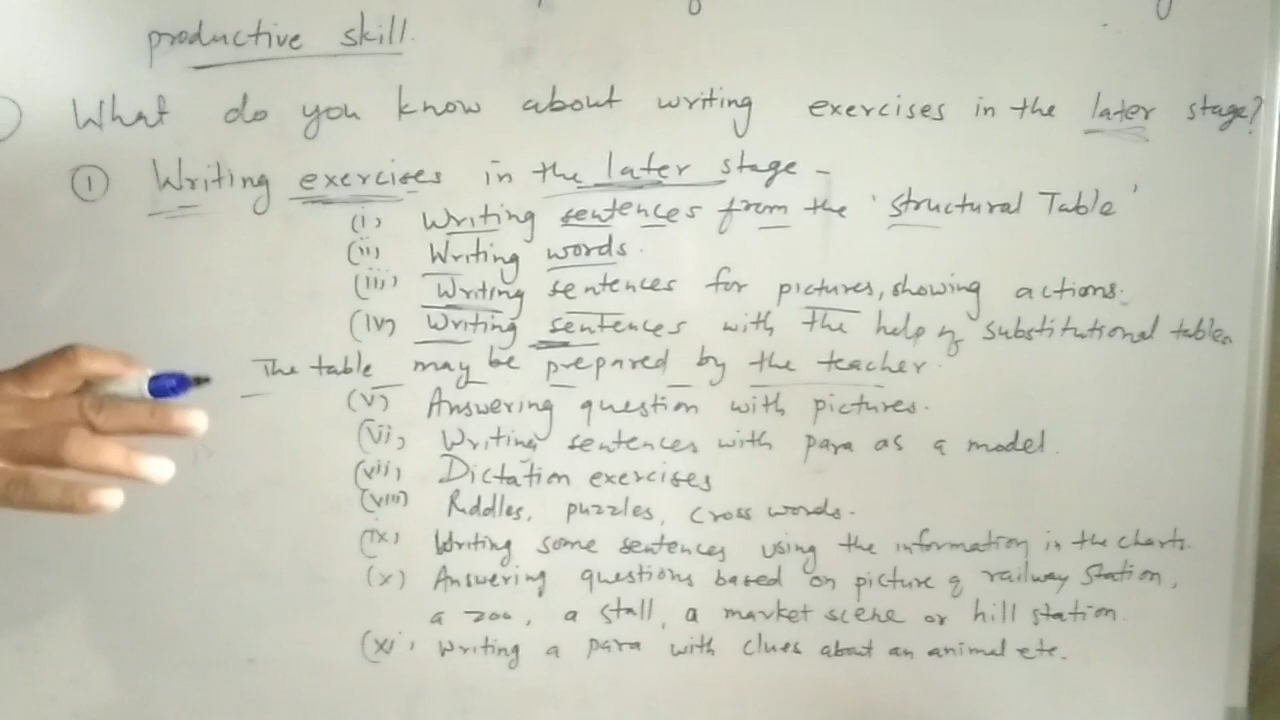 productive skill.
What do you know about writing exercises in the later stage?
① Writing exercises in the later stage -
(i) Writing sentences from the 'structural Table'
(ii) Writing words.
(iii) Writing sentences for pictures, showing actions.
(iv) Writing sentences with the help of substitutional tables
The table may be prepared by the teacher.
(v) Answering question with pictures.
(vi) Writing sentences with para as a model.
(vii) Dictation exercises
(viii) Riddles, puzzles, cross words.
(ix) Writing some sentences using the information in the charts.
(x) Answering questions based on picture of railway station,
a zoo, a stall, a market scene or hill station.
(xi) writing a para with clues about an animal etc.